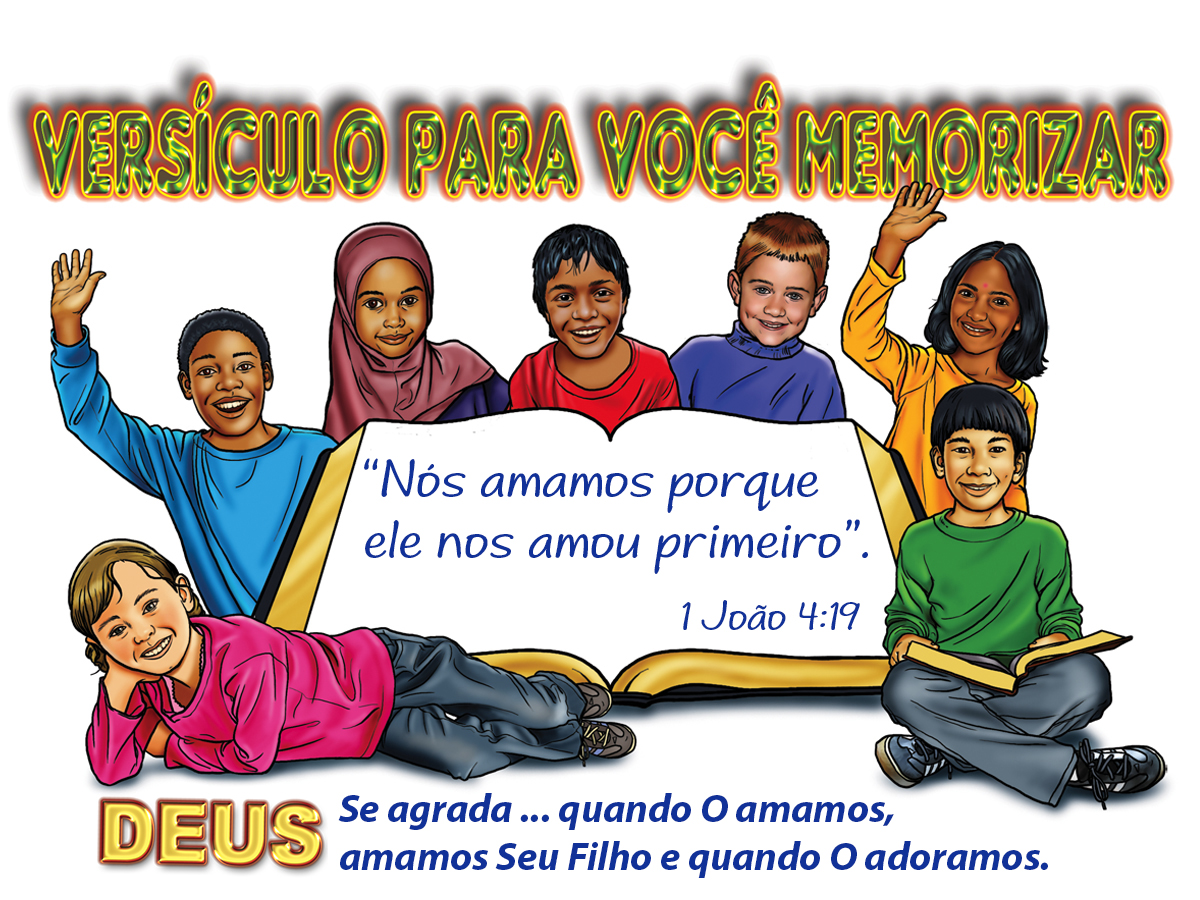 VERSÍCULO PARA VOCÊ MEMORIZAR
“Nós amamos porque
ele nos amou primeiro”.
1 João 4:19
DEUS Se agrada ... quando O amamos,
amamos Seu Filho e quando O adoramos.